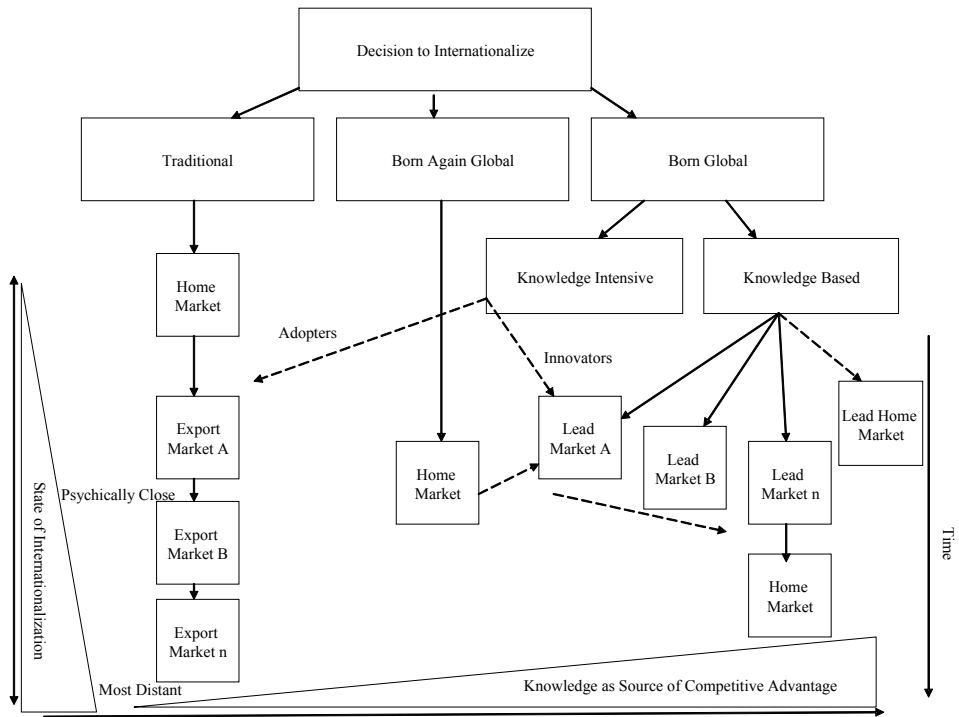 Decision to Internationalize
Traditional
Born Again Global
Born Global
Knowledge Intensive
Knowledge Based
Home
Market
Adopters
Innovators
Export
Market A
Lead
Market A
Lead Home
Market
Home
Market
Lead
Market B
Lead
Market n
Psychically Close
Export
Market B
State of Internationalization
Time
Home
Market
Export
Market n
Most Distant
Knowledge as Source of Competitive Advantage